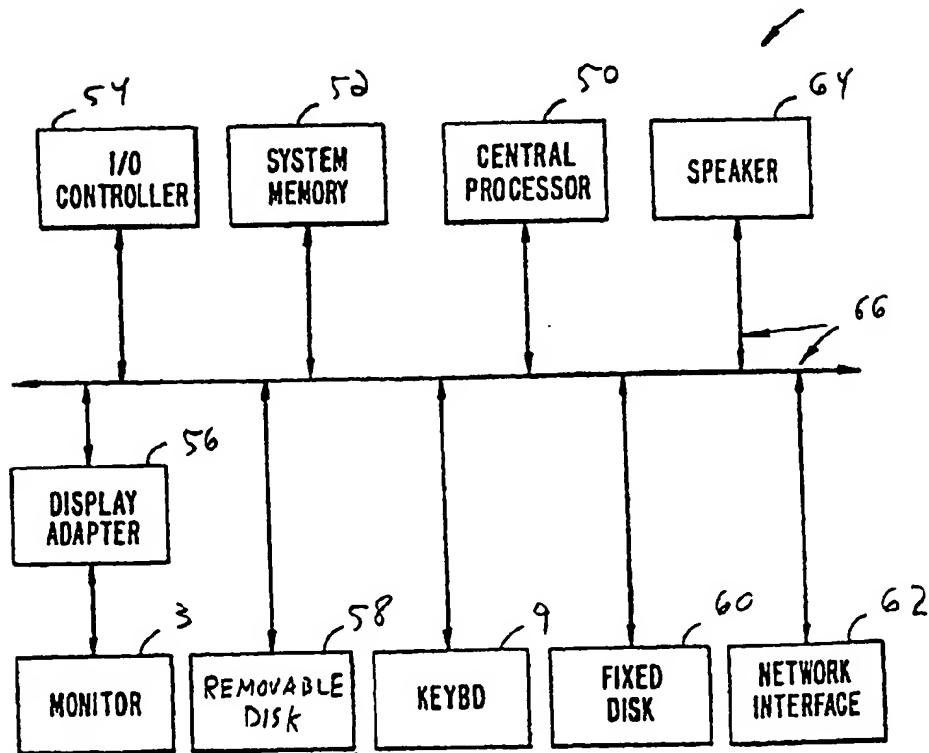 54
52
50
64
I/O
CONTROLLER
SYSTEM
MEMORY
CENTRAL
PROCESSOR
SPEAKER
66
56
DISPLAY
ADAPTER
3
58
9
60
62
MONITOR
REMOVABLE
DISK
KEYBD
FIXED
DISK
NETWORK
INTERFACE